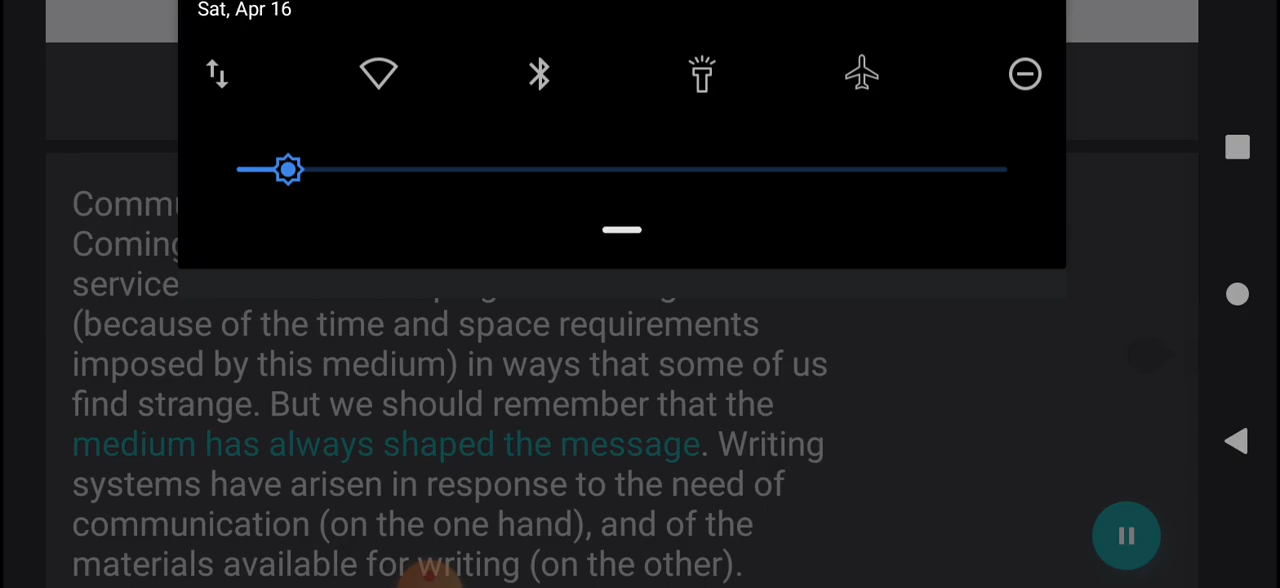 Sat, Apr 16
Coming
service
(because of the time and space requirements
imposed by this medium) in ways that some of us
find strange. But we should remember that the
medium has always shaped the message. Writing
systems have arisen in response to the need of
communication (on the one hand), and of the
materials available for writing (on the other).